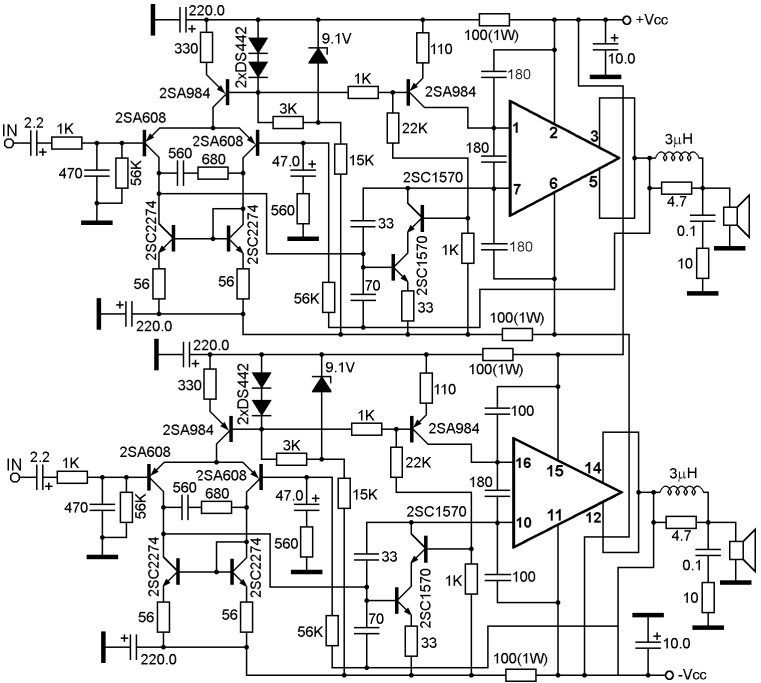 220.0
+
330
2xDS442
9.1V
110
100(1W)
+Vcc
+
10.0
2SA984
1K
2SA984
180
3K
22K
IN
2.2
+
1K
2SA608
2SA608
560
680
47.0
+
15K
1
2
3
3µH
180
470
56K
560
2SC1570
7
6
5
4.7
33
0.1
2SC2274
2SC2274
2SC1570
1K
180
10
56
56
56K
70
33
+
220.0
100(1W)
220.0
+
330
2xDS442
9.1V
110
100(1W)
2SA984
1K
2SA984
100
3K
22K
IN
2.2
+
1K
2SA608
2SA608
560
680
47.0
+
15K
16
15
14
3µH
180
470
56K
560
2SC1570
10
11
12
4.7
33
0.1
2SC2274
2SC2274
2SC1570
1K
100
10
56
56
56K
70
33
+
220.0
+
10.0
100(1W)
-Vcc